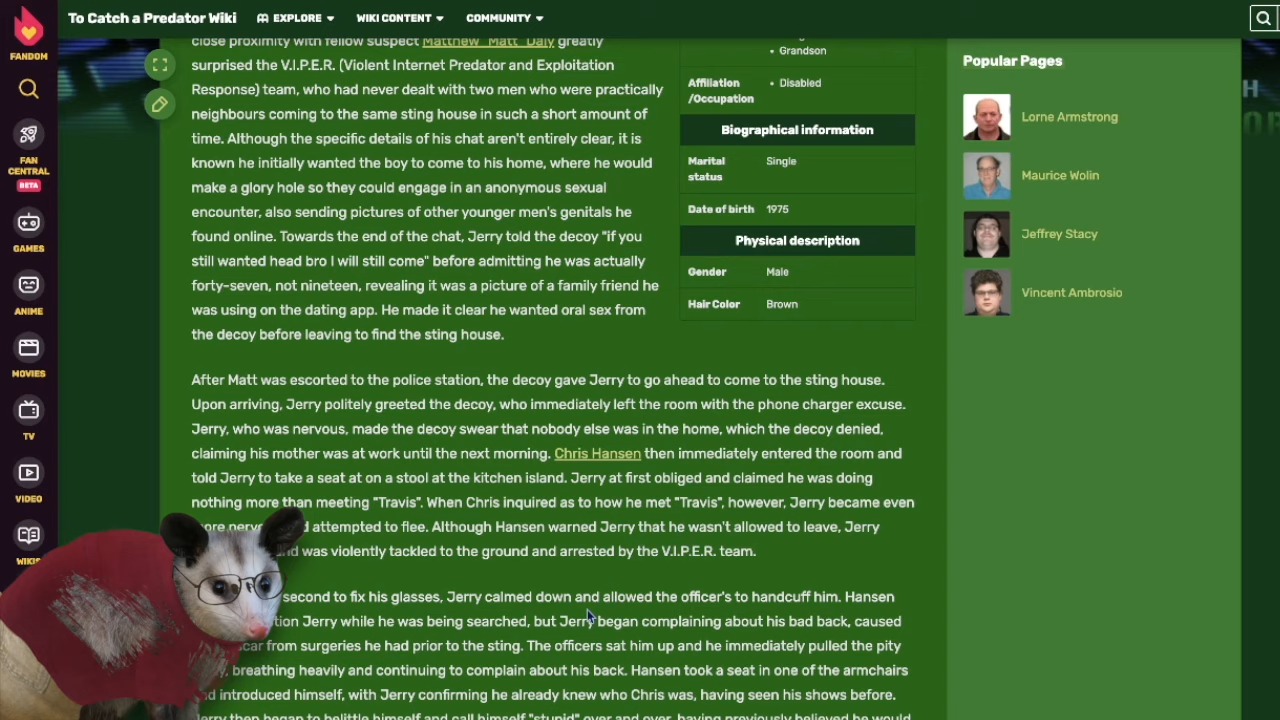 To Catch a Predator Wiki
EXPLORE
WIKI CONTENT
COMMUNITY
FANDOM
FAN
CENTRAL
BETA
GAMES
ANIME
MOVIES
TV
VIDEO
WIKIS
close proximity with fellow suspect Matthew "Matt" Daly greatly
surprised the V.I.P.E.R. (Violent Internet Predator and Exploitation
Response) team, who had never dealt with two men who were practically
neighbours coming to the same sting house in such a short amount of
time. Although the specific details of his chat aren't entirely clear, it is
known he initially wanted the boy to come to his home, where he would
make a glory hole so they could engage in an anonymous sexual
encounter, also sending pictures of other younger men's genitals he
found online. Towards the end of the chat, Jerry told the decoy "if you
still wanted head bro I will still come" before admitting he was actually
forty-seven, not nineteen, revealing it was a picture of a family friend he
was using on the dating app. He made it clear he wanted oral sex from
the decoy before leaving to find the sting house.
After Matt was escorted to the police station, the decoy gave Jerry to go ahead to come to the sting house.
Upon arriving, Jerry politely greeted the decoy, who immediately left the room with the phone charger excuse.
Jerry, who was nervous, made the decoy swear that nobody else was in the home, which the decoy denied,
claiming his mother was at work until the next morning. Chris Hansen then immediately entered the room and
told Jerry to take a seat at on a stool at the kitchen island. Jerry at first obliged and claimed he was doing
nothing more than meeting "Travis". When Chris inquired as to how he met "Travis", however, Jerry became even
attempted to flee. Although Hansen warned Jerry that he wasn't allowed to leave, Jerry
and was violently tackled to the ground and arrested by the V.I.P.E.R. team.
second to fix his glasses, Jerry calmed down and allowed the officer's to handcuff him. Hansen
Jerry while he was being searched, but Jerry began complaining about his bad back, caused
from surgeries he had prior to the sting. The officers sat him up and he immediately pulled the pity
breathing heavily and continuing to complain about his back. Hansen took a seat in one of the armchairs
introduced himself, with Jerry confirming he already knew who Chris was, having seen his shows before.
Jerry then began to belittle himself and call himself "stupid" over and over, having previously believed he would
• Grandson
Affiliation
/Occupation
• Disabled
Biographical information
Marital
status
Single
Date of birth
1975
Physical description
Gender
Male
Hair Color
Brown
Popular Pages
Lorne Armstrong
Maurice Wolin
Jeffrey Stacy
Vincent Ambrosio